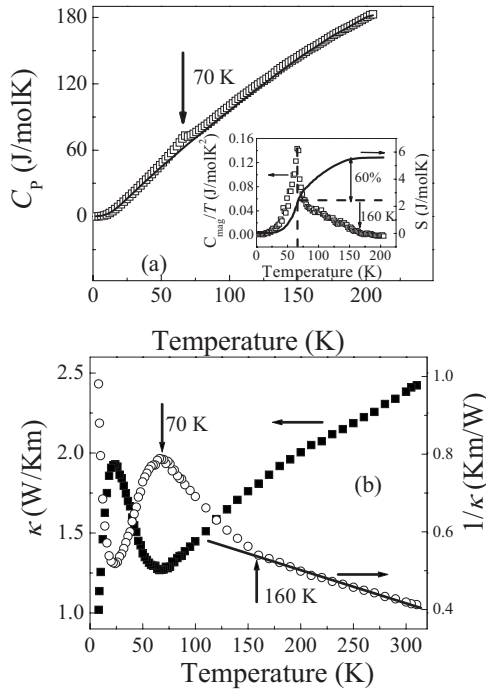 180
120
60
0
C_P (J/molK)
70 K
(a)
0.16
0.12
0.08
0.04
0.00
C_mag/T (J/molK²)
6
4
2
0
S (J/molK)
60%
160 K
0 50 100 150 200
Temperature (K)
0 50 100 150 200
Temperature (K)
2.5
2.0
1.5
1.0
κ (W/Km)
70 K
(b)
160 K
1.0
0.8
0.6
0.4
1/κ (Km/W)
0 50 100 150 200 250 300
Temperature (K)